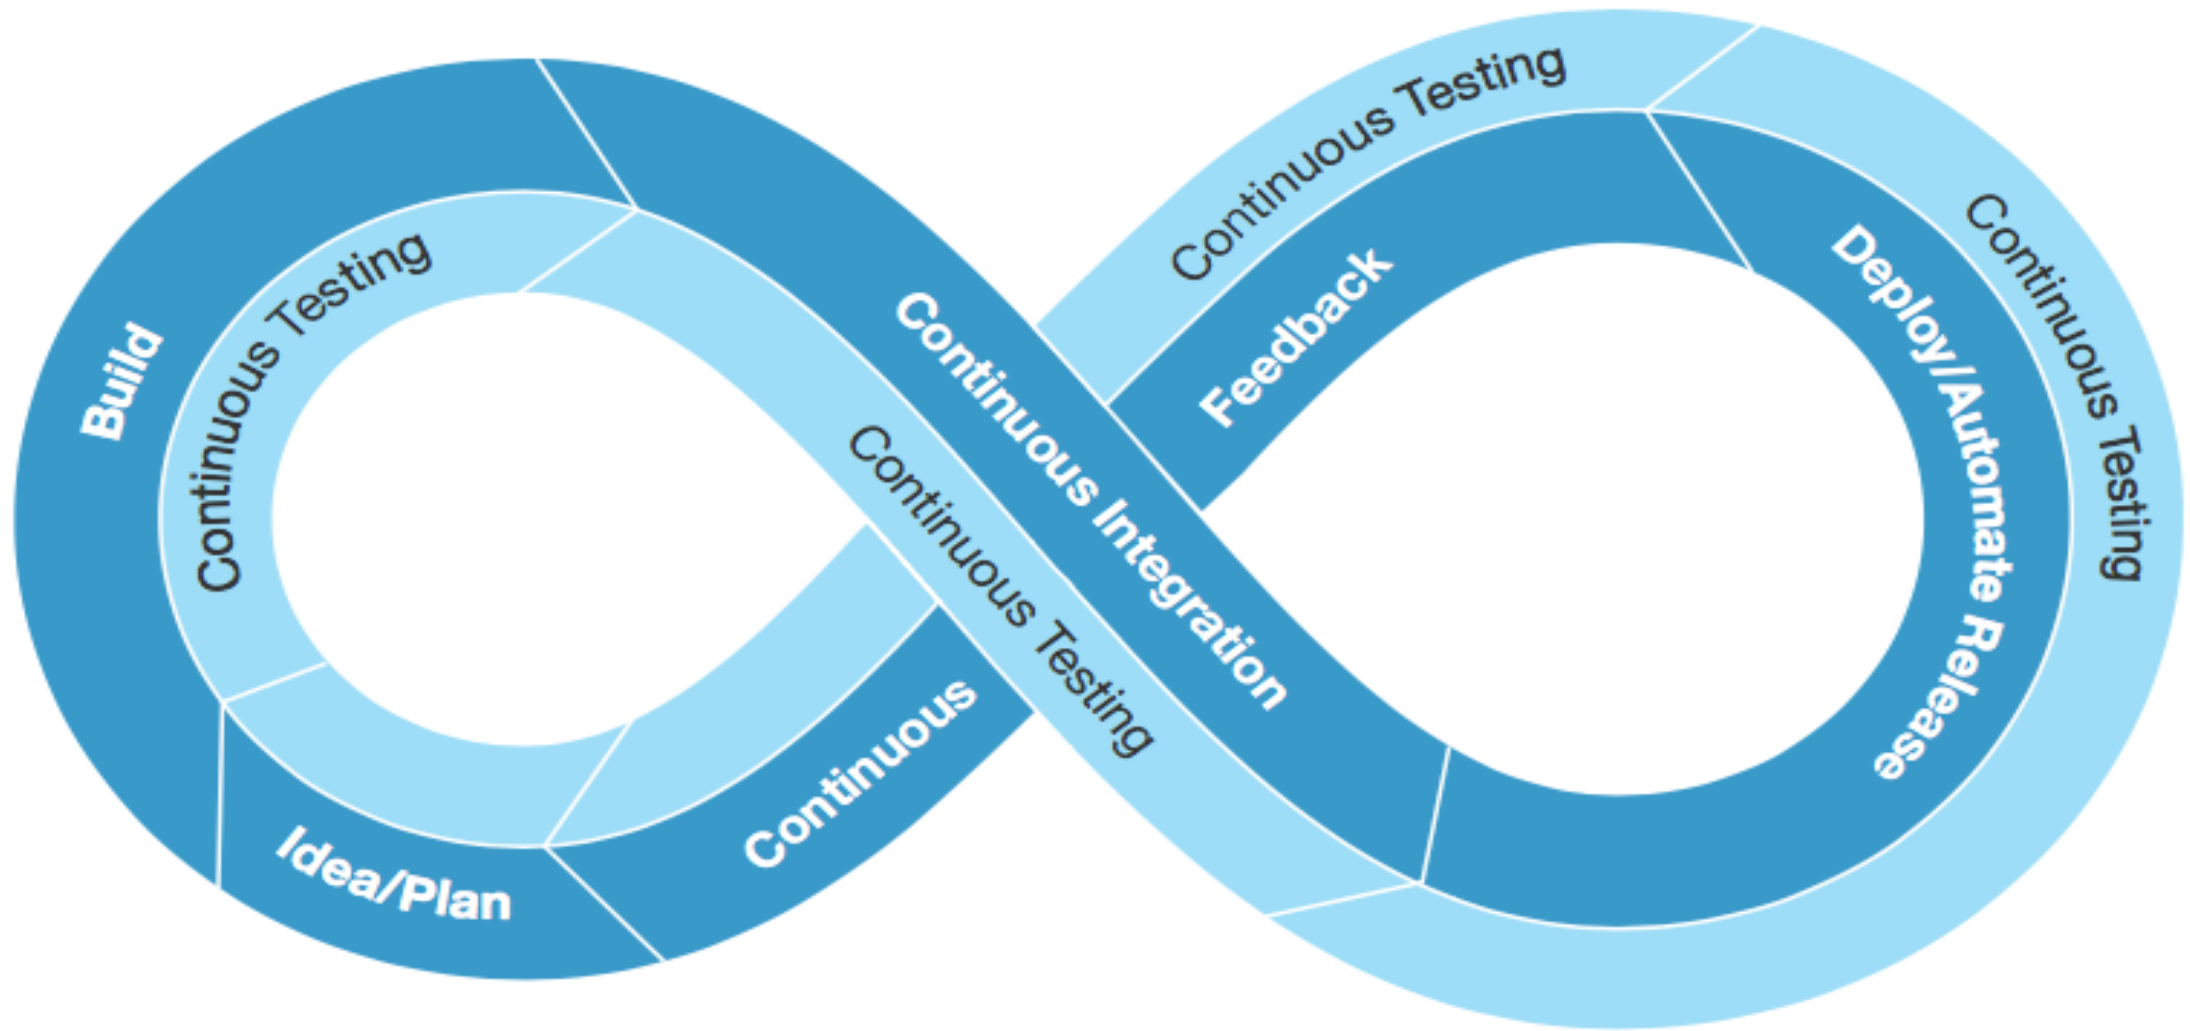 Build
Continuous Testing
Idea/Plan
Continuous
Continuous Integration
Continuous Testing
Continuous Testing
Feedback
Deploy/Automate Release
Continuous Testing